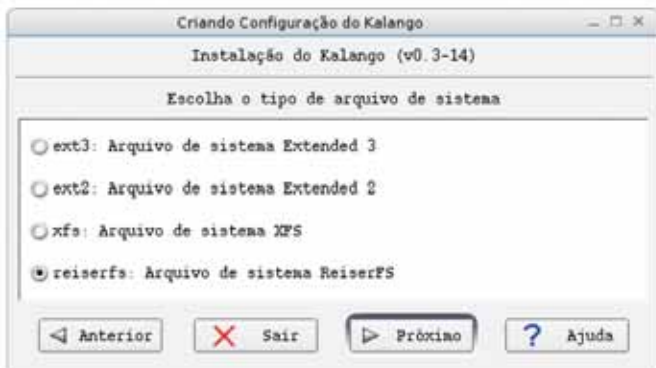 Criando Configuração do Kalango
Instalação do Kalango (v0.3-14)
Escolha o tipo de arquivo de sistema
ext3: Arquivo de sistema Extended 3
ext2: Arquivo de sistema Extended 2
xfs: Arquivo de sistema XFS
reiserfs: Arquivo de sistema ReiserFS
Anterior Sair Próximo ? Ajuda